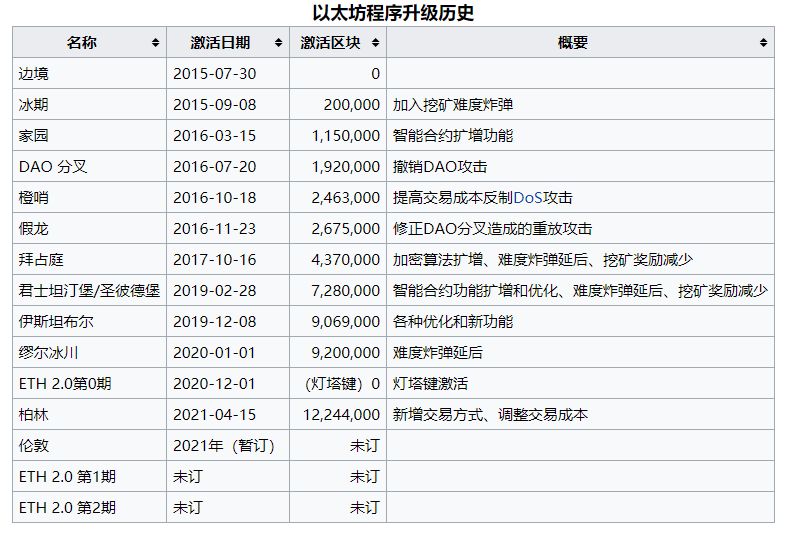 以太坊程序升级历史
名称 激活日期 激活区块 概要
边境 2015-07-30 0
冰期 2015-09-08 200,000 加入挖矿难度炸弹
家园 2016-03-15 1,150,000 智能合约扩增功能
DAO 分叉 2016-07-20 1,920,000 撤销DAO攻击
橙哨 2016-10-18 2,463,000 提高交易成本反制DoS攻击
假龙 2016-11-23 2,675,000 修正DAO分叉造成的重放攻击
拜占庭 2017-10-16 4,370,000 加密算法扩增、难度炸弹延后、挖矿奖励减少
君士坦汀堡/圣彼德堡 2019-02-28 7,280,000 智能合约功能扩增和优化、难度炸弹延后、挖矿奖励减少
伊斯坦布尔 2019-12-08 9,069,000 各种优化和新功能
缪尔冰川 2020-01-01 9,200,000 难度炸弹延后
ETH 2.0第0期 2020-12-01 （灯塔键）0 灯塔键激活
柏林 2021-04-15 12,244,000 新增交易方式、调整交易成本
伦敦 2021年（暂订） 未订
ETH 2.0 第1期 未订 未订
ETH 2.0 第2期 未订 未订